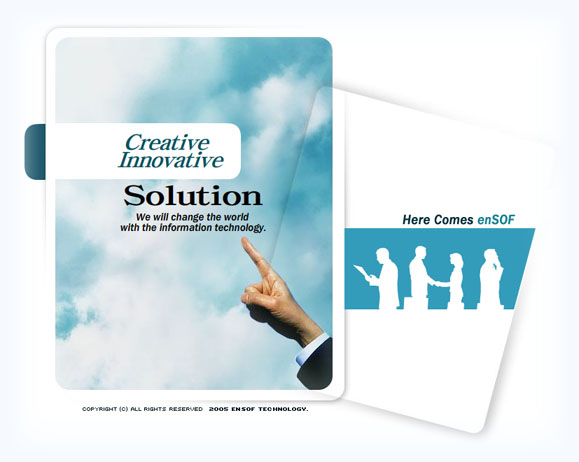 Creative
Innovative
Solution
We will change the world
with the information technology.
Here Comes enSOF
COPYRIGHT (C) ALL RIGHTS RESERVED 2005 ENSOF TECHNOLOGY.